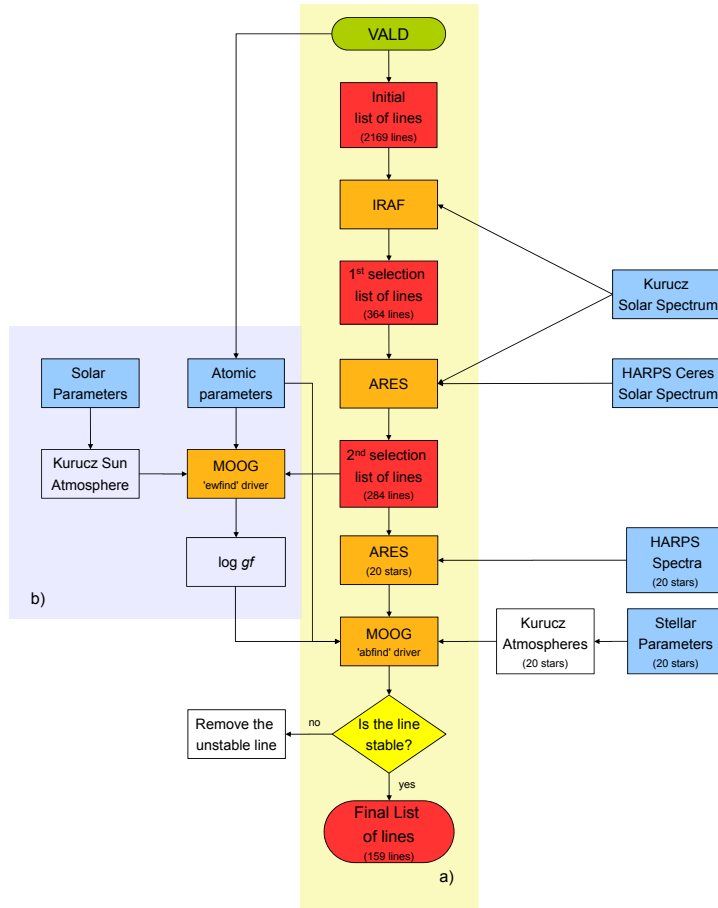 VALD
Initial
list of lines
(2169 lines)
IRAF
1st selection
list of lines
(364 lines)
Kurucz
Solar Spectrum
Solar
Parameters
Atomic
parameters
ARES
HARPS Ceres
Solar Spectrum
Kurucz Sun
Atmosphere
MOOG
'ewfind' driver
2nd selection
list of lines
(284 lines)
log gf
ARES
(20 stars)
HARPS
Spectra
(20 stars)
b)
MOOG
'abfind' driver
Kurucz
Atmospheres
(20 stars)
Stellar
Parameters
(20 stars)
Remove the
unstable line
no
Is the line
stable?
yes
Final List
of lines
(159 lines)
a)